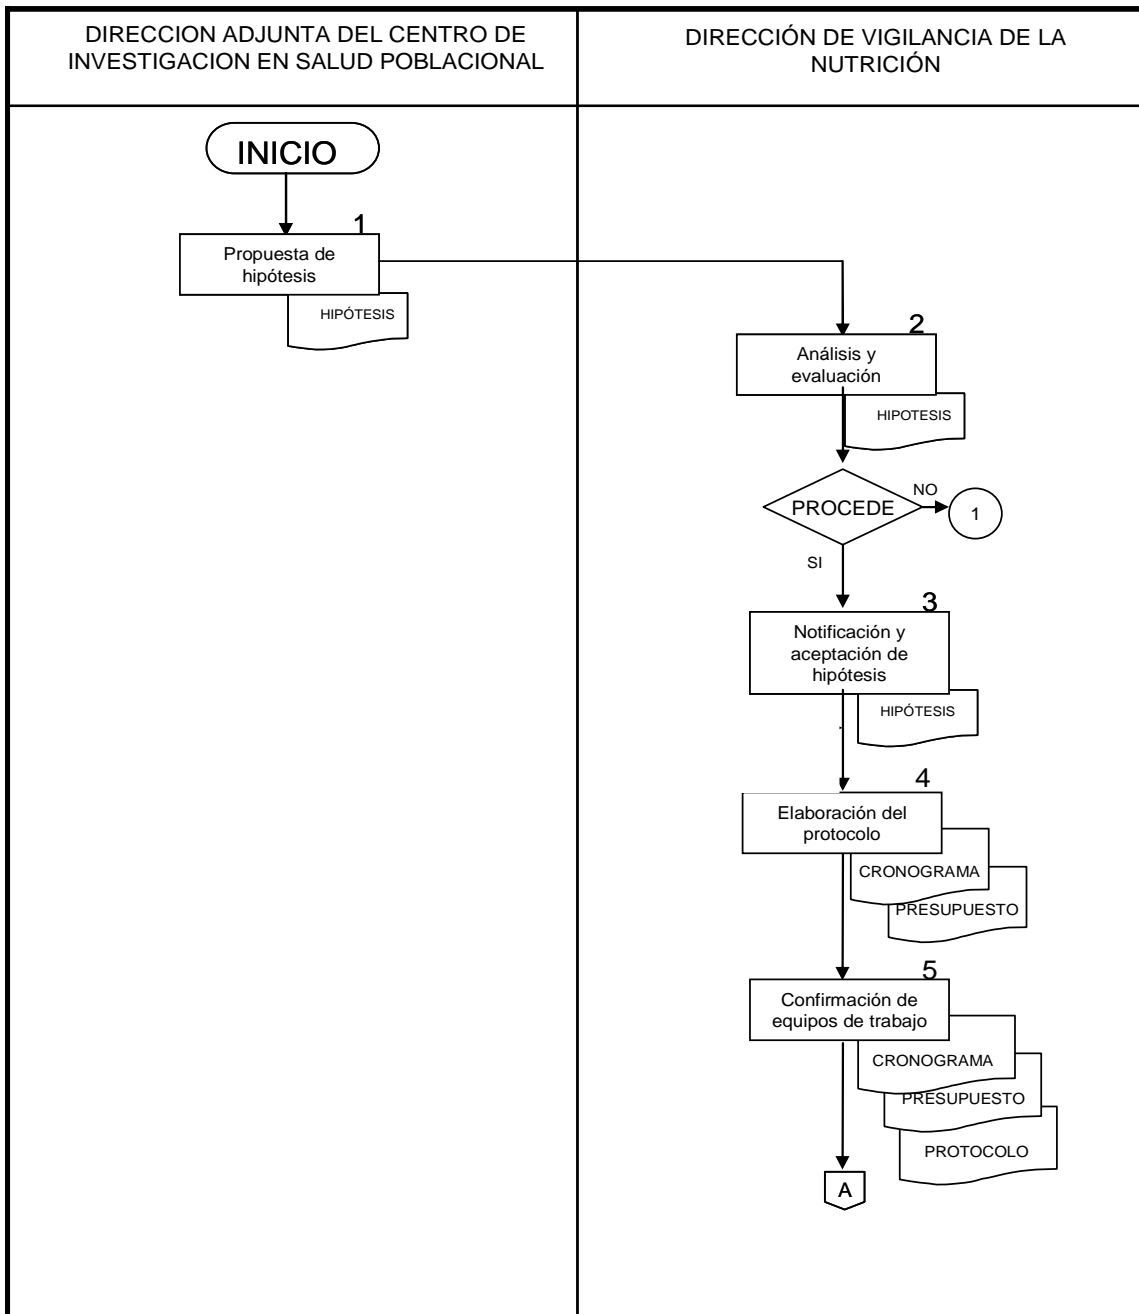 DIRECCION ADJUNTA DEL CENTRO DE
INVESTIGACION EN SALUD POBLACIONAL
DIRECCIÓN DE VIGILANCIA DE LA
NUTRICIÓN
INICIO
1
Propuesta de
hipótesis
HIPÓTESIS
2
Análisis y
evaluación
HIPOTESIS
PROCEDE
NO
1
SI
3
Notificación y
aceptación de
hipótesis
HIPÓTESIS
4
Elaboración del
protocolo
CRONOGRAMA
PRESUPUESTO
5
Confirmación de
equipos de trabajo
CRONOGRAMA
PRESUPUESTO
PROTOCOLO
A